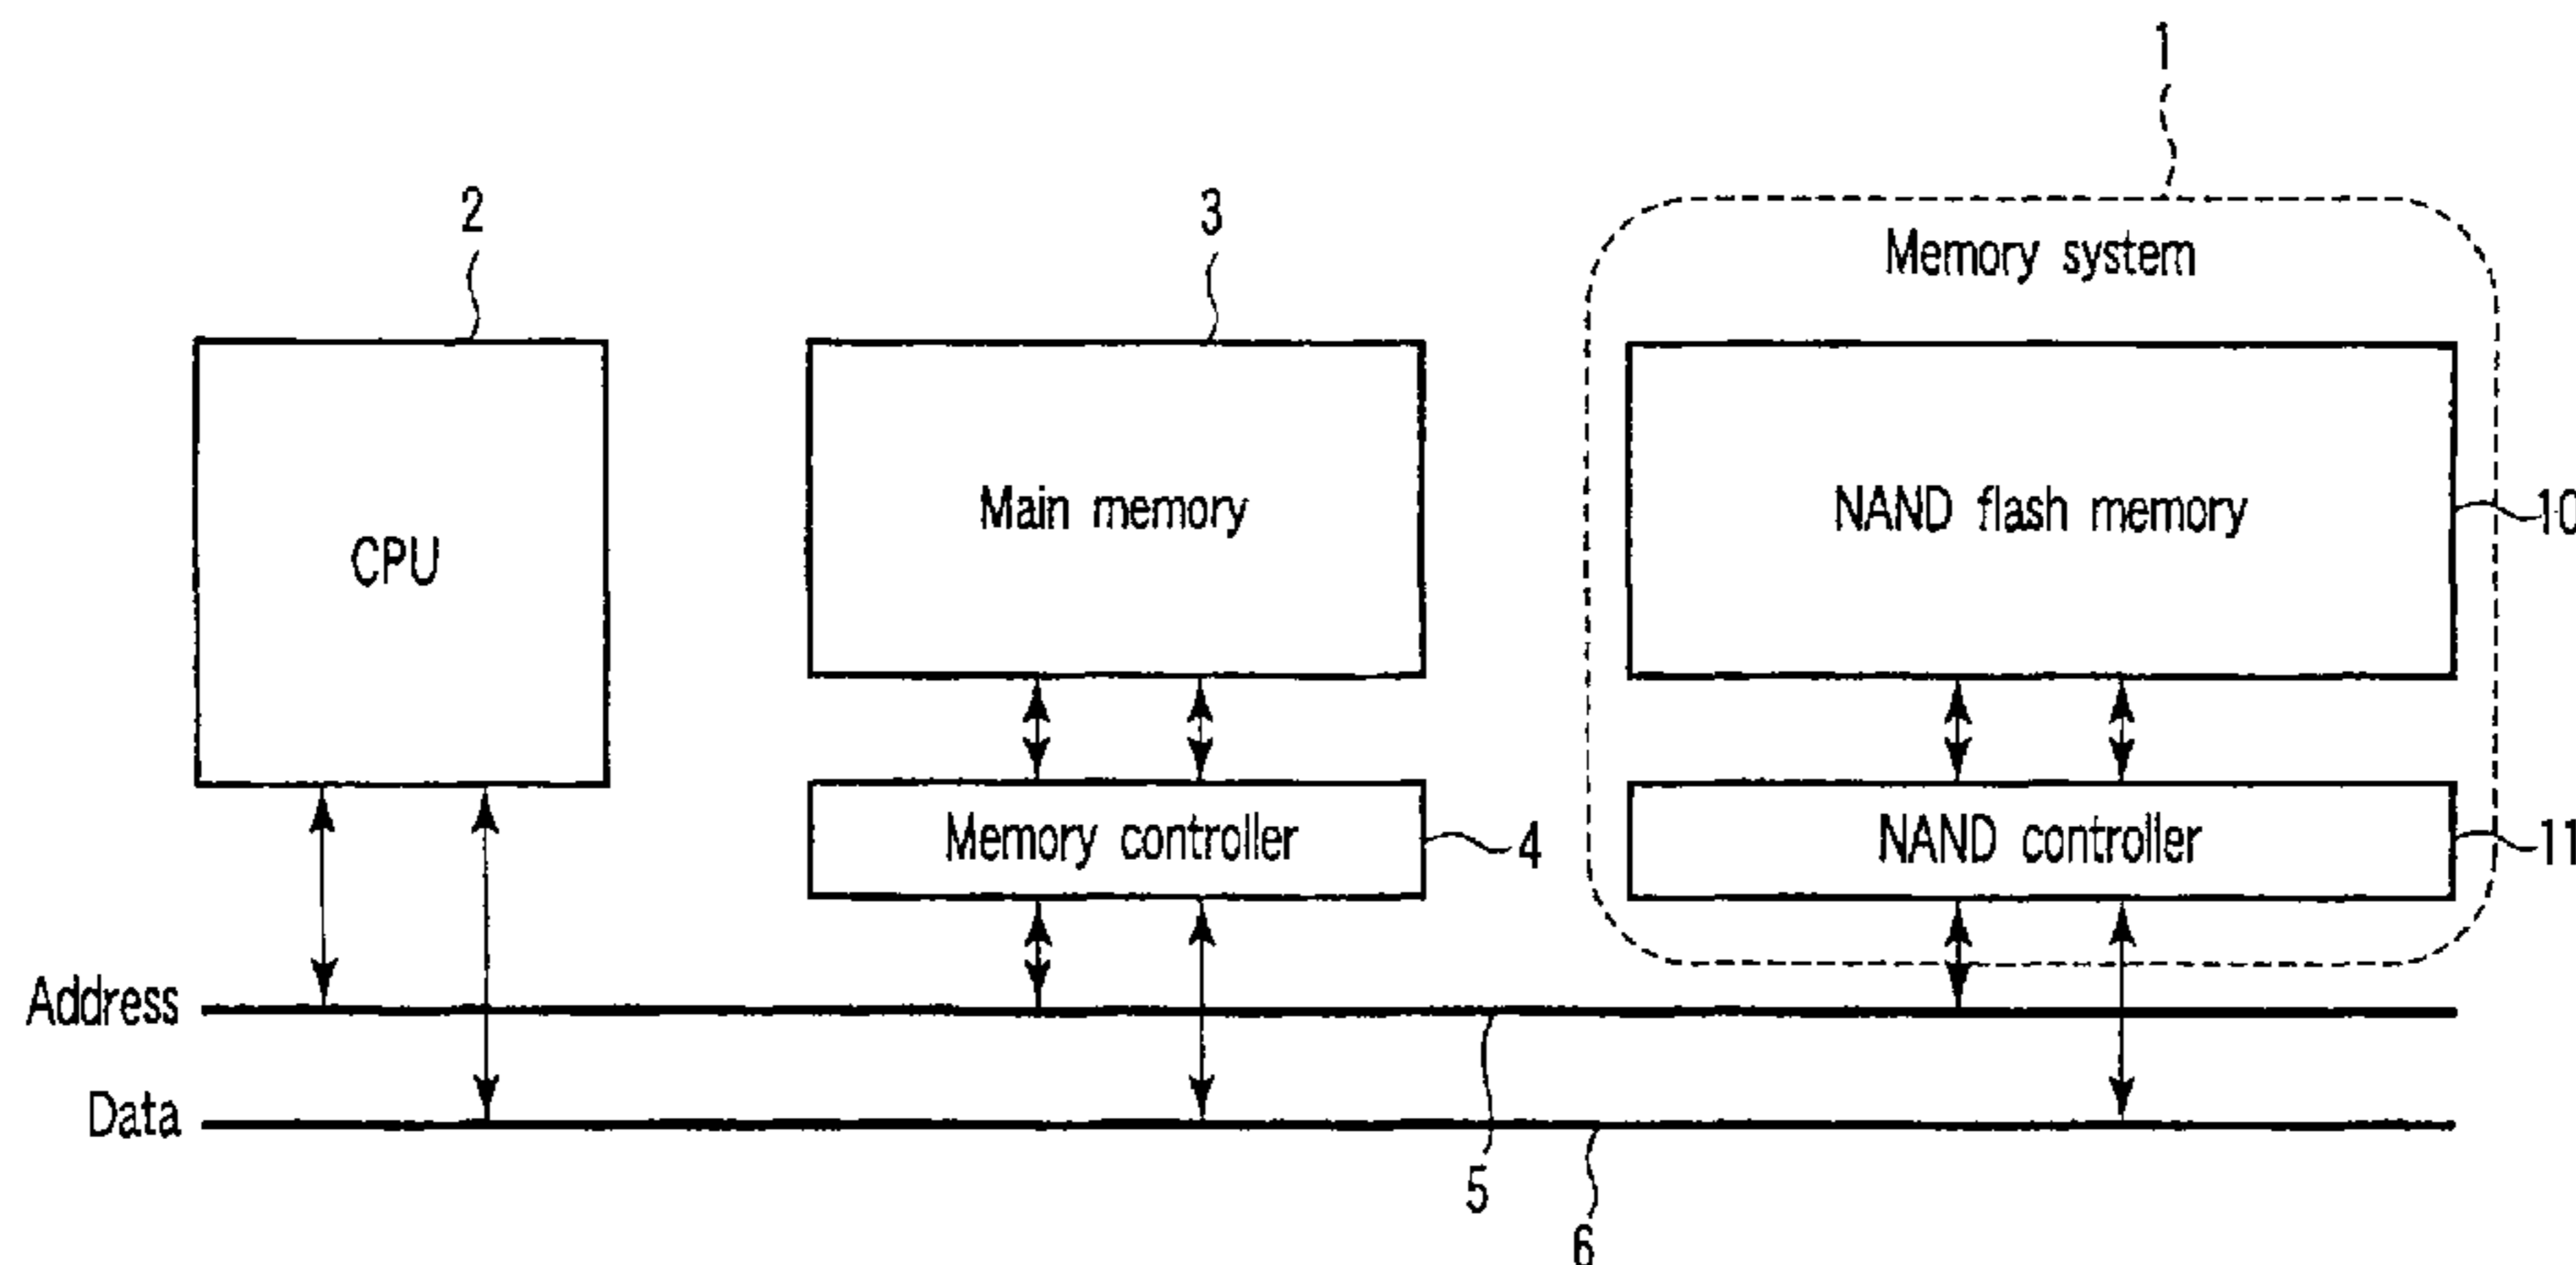 1
2
3
Memory system
CPU
Main memory
NAND flash memory
10
Memory controller
4
NAND controller
11
Address
Data
5
6